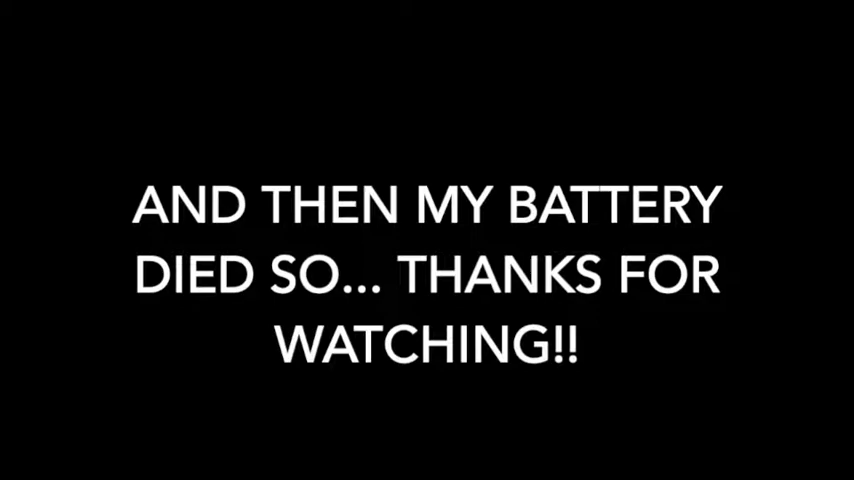 AND THEN MY BATTERY
DIED SO... THANKS FOR
WATCHING!!